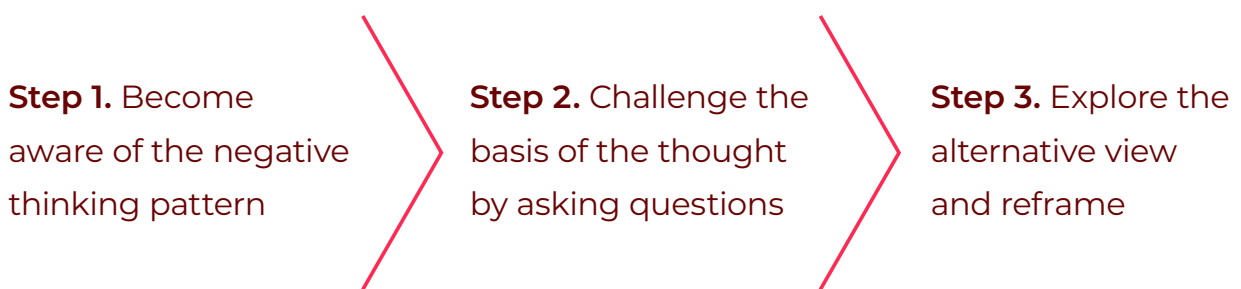 Step 1. Become
aware of the negative
thinking pattern
Step 2. Challenge the
basis of the thought
by asking questions
Step 3. Explore the
alternative view
and reframe